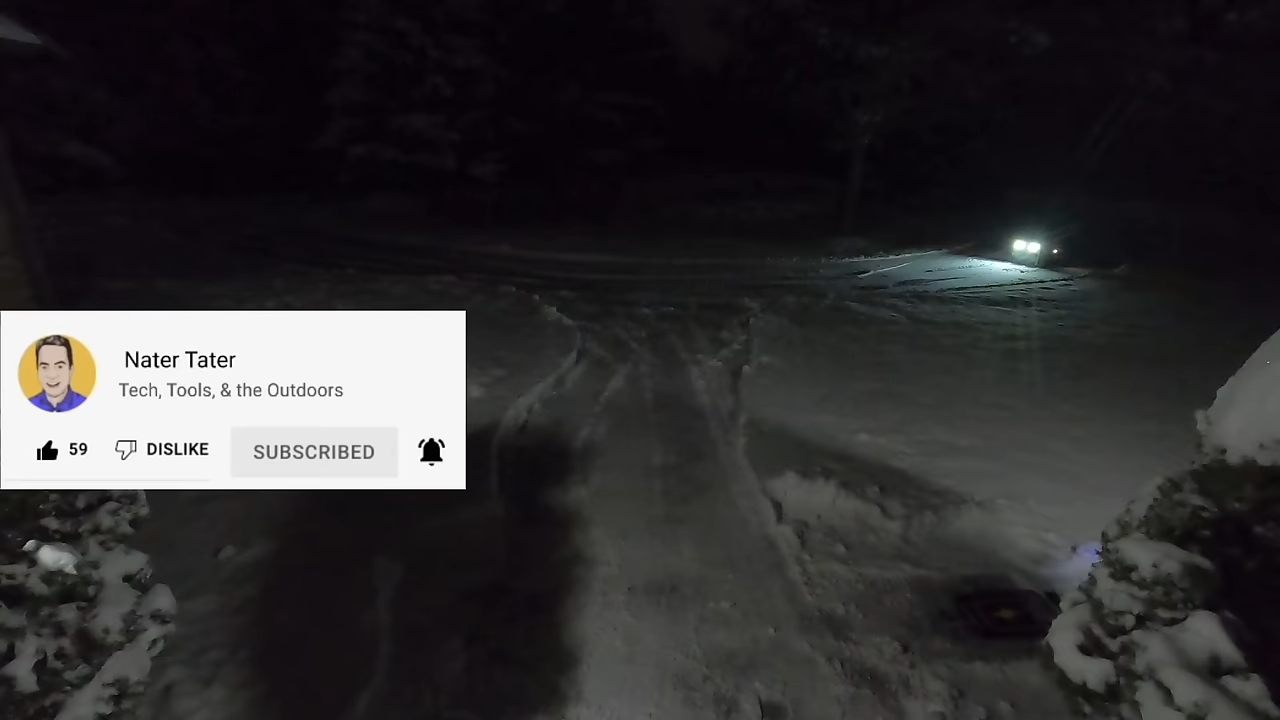 Nater Tater
Tech, Tools, & the Outdoors
59 DISLIKE SUBSCRIBED